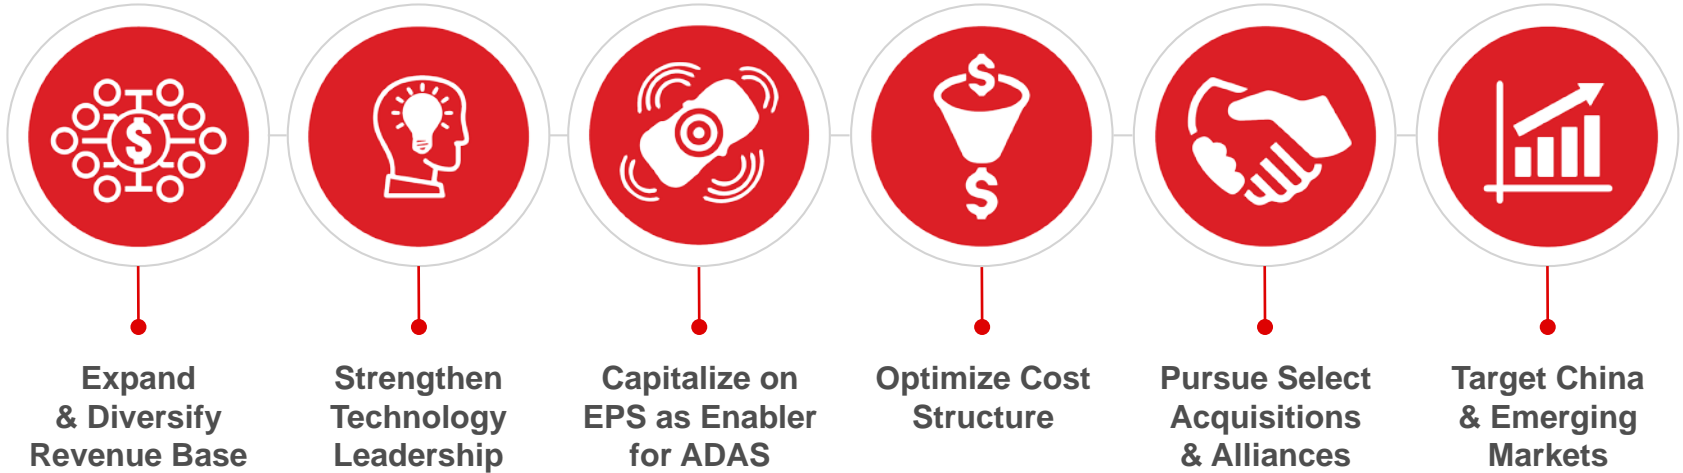 $
$
$
Expand
& Diversify
Revenue Base
Strengthen
Technology
Leadership
Capitalize on
EPS as Enabler
for ADAS
Optimize Cost
Structure
Pursue Select
Acquisitions
& Alliances
Target China
& Emerging
Markets